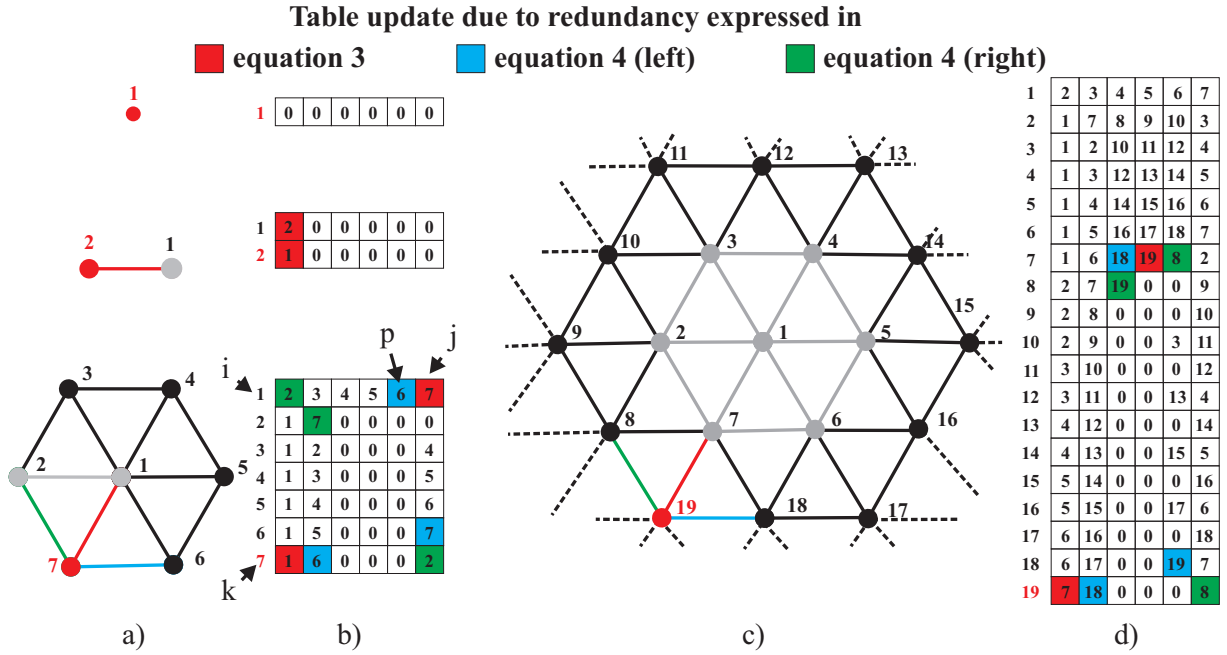 Table update due to redundancy expressed in
equation 3 equation 4 (left) equation 4 (right)
1
1 0 0 0 0 0 0
2 1
1 2 0 0 0 0 0
2 1 0 0 0 0 0
p j
i
k
3 4
2 1 5
7 6
1 2 3 4 5 6 7
2 1 7 0 0 0 0
3 1 2 0 0 0 4
4 1 3 0 0 0 5
5 1 4 0 0 0 6
6 1 5 0 0 0 7
7 1 6 0 0 0 2
11 12 13
10 3 4 14
15
9 2 1 5
8 7 6 16
19 18 17
1 2 3 4 5 6 7
2 1 7 8 9 10 3
3 1 2 10 11 12 4
4 1 3 12 13 14 5
5 1 4 14 15 16 6
6 1 5 16 17 18 7
7 1 6 18 19 8 2
8 2 7 19 0 0 9
9 2 8 0 0 0 10
10 2 9 0 0 3 11
11 3 10 0 0 0 12
12 3 11 0 0 13 4
13 4 12 0 0 0 14
14 4 13 0 0 15 5
15 5 14 0 0 0 16
16 5 15 0 0 17 6
17 6 16 0 0 0 18
18 6 17 0 0 19 7
19 7 18 0 0 0 8
a) b) c) d)